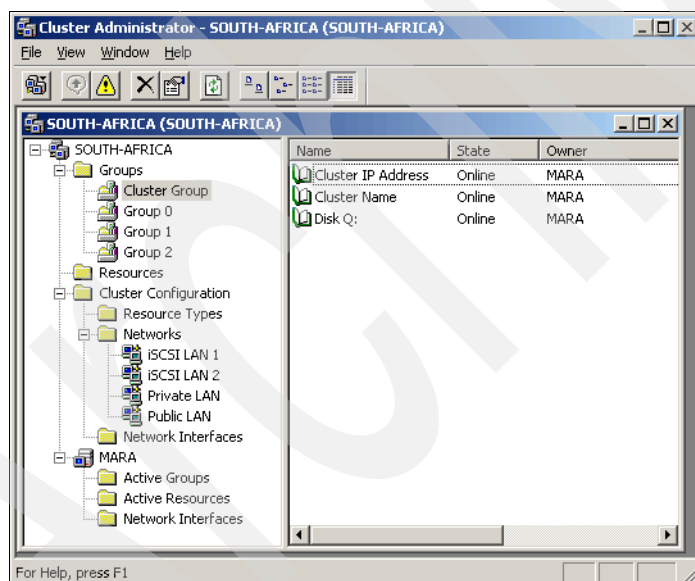 Cluster Administrator - SOUTH-AFRICA (SOUTH-AFRICA)
File View Window Help
SOUTH-AFRICA (SOUTH-AFRICA)
SOUTH-AFRICA
Groups
Cluster Group
Group 0
Group 1
Group 2
Resources
Cluster Configuration
Resource Types
Networks
iSCSI LAN 1
iSCSI LAN 2
Private LAN
Public LAN
Network Interfaces
MARA
Active Groups
Active Resources
Network Interfaces
Name State Owner
Cluster IP Address Online MARA
Cluster Name Online MARA
Disk Q: Online MARA
For Help, press F1